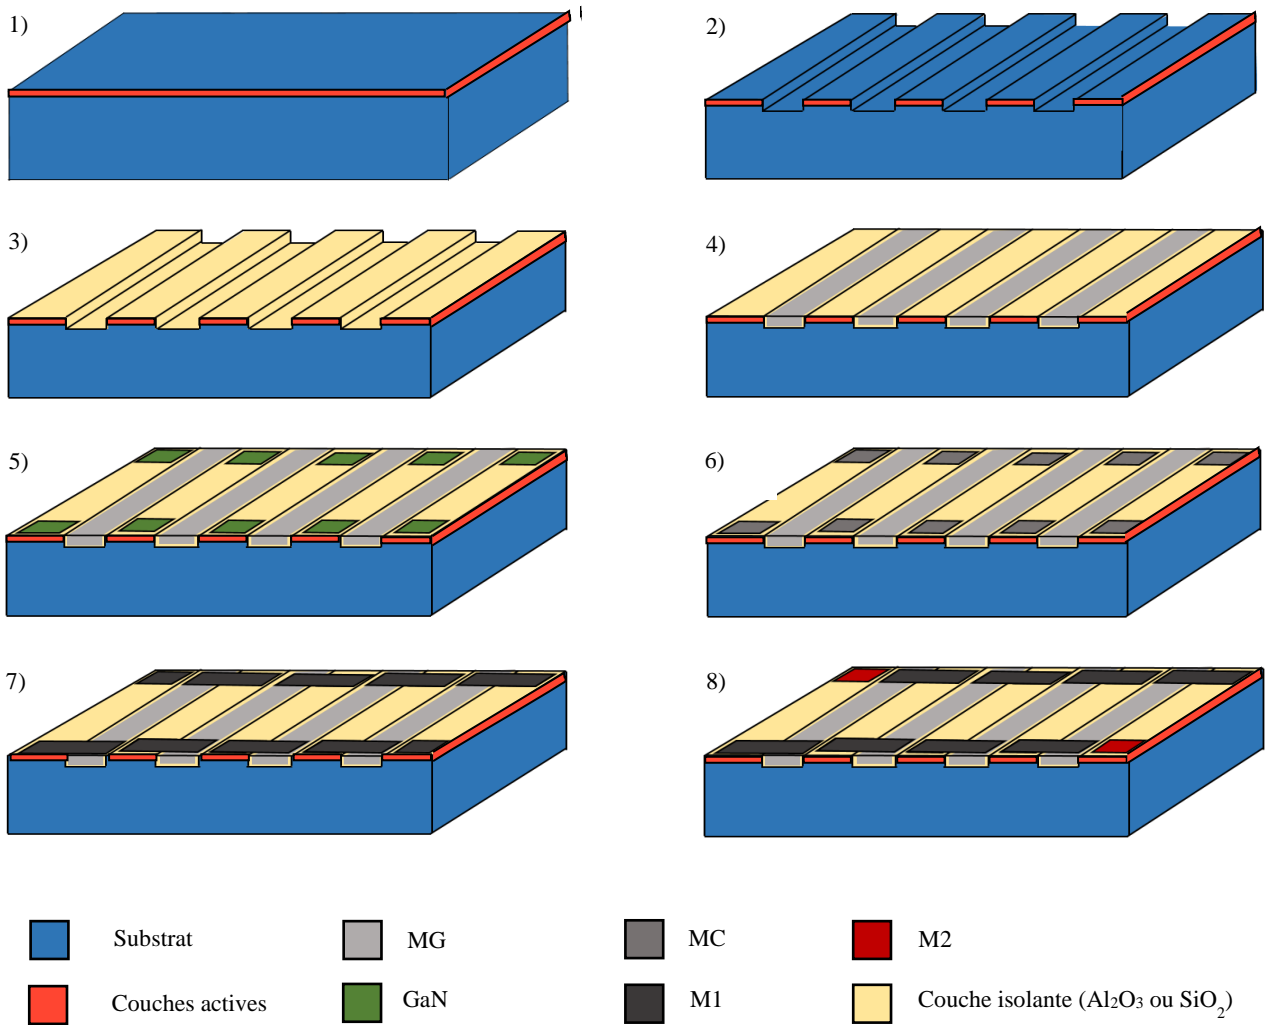 1)
2)
3)
4)
5)
6)
7)
8)
Substrat
MG
MC
M2
Couches actives
GaN
M1
Couche isolante (Al₂O₃ ou SiO₂)